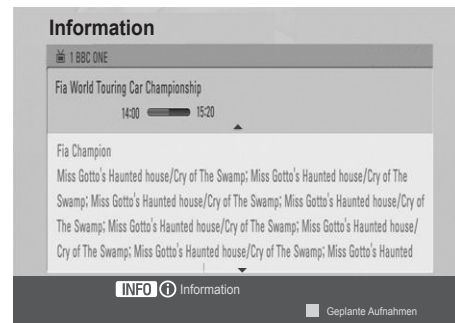 Information
1 BBC ONE
Fia World Touring Car Championship
14:00 15:20
Fia Champion
Miss Gotto's Haunted house/Cry of The Swamp; Miss Gotto's Haunted house/Cry of The
Swamp; Miss Gotto's Haunted house/Cry of The Swamp; Miss Gotto's Haunted house/Cry of
The Swamp; Miss Gotto's Haunted house/Cry of The Swamp; Miss Gotto's Haunted house/
Cry of The Swamp; Miss Gotto's Haunted house/Cry of The Swamp; Miss Gotto's Haunted
INFO i Information
Geplante Aufnahmen